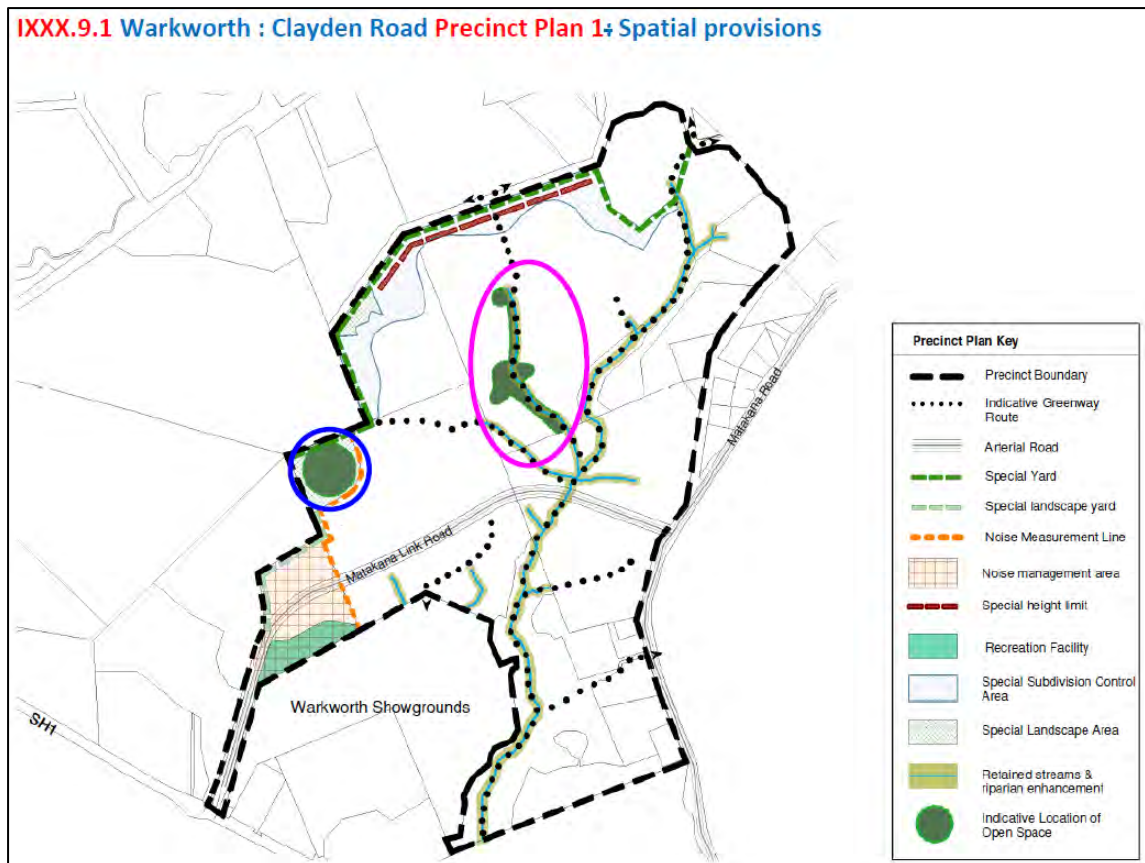 IXXX.9.1 Warkworth : Clayden Road Precinct Plan 1: Spatial provisions
Matakana Road
Matakana Link Road
Warkworth Showgrounds
SH1
Precinct Plan Key
Precinct Boundary
Indicative Greenway
Route
Arterial Road
Special Yard
Special landscape yard
Noise Measurement Line
Noise management area
Special height limit
Recreation Facility
Special Subdivision Control
Area
Special Landscape Area
Retained streams &
riparian enhancement
Indicative Location of
Open Space